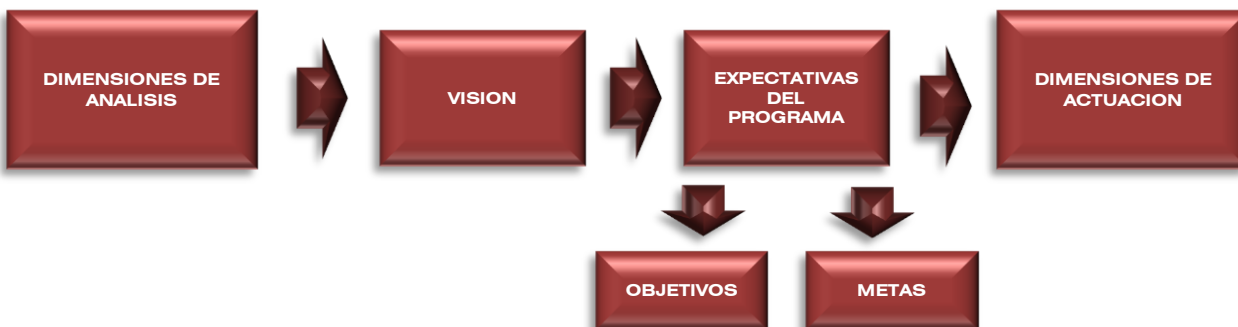 DIMENSIONES DE
ANALISIS
VISION
EXPECTATIVAS
DEL
PROGRAMA
DIMENSIONES DE
ACTUACION
OBJETIVOS
METAS